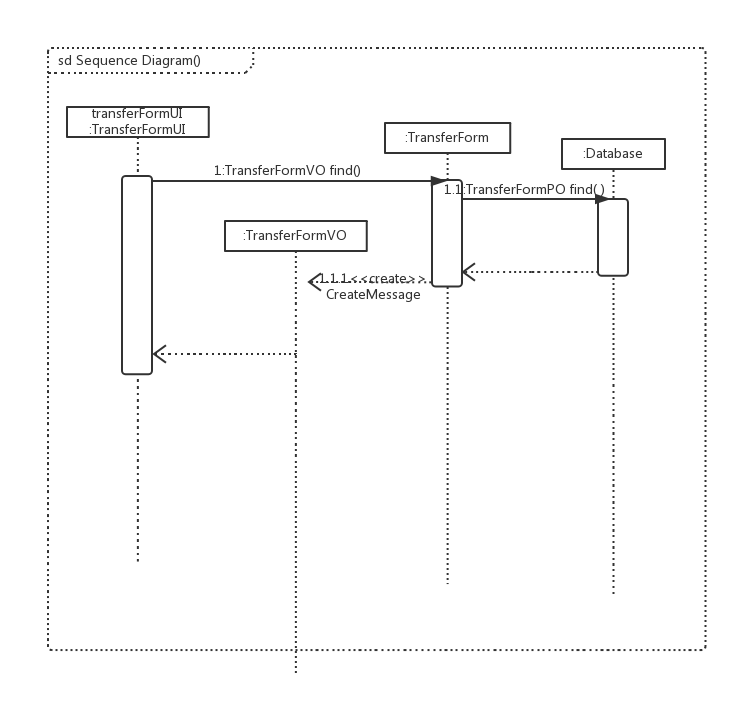 sd Sequence Diagram()
transferFormUI
:TransferFormUI
:TransferForm
:Database
1:TransferFormVO find()
1.1:TransferFormPO find( )
:TransferFormVO
1.1.1<<create>>
CreateMessage